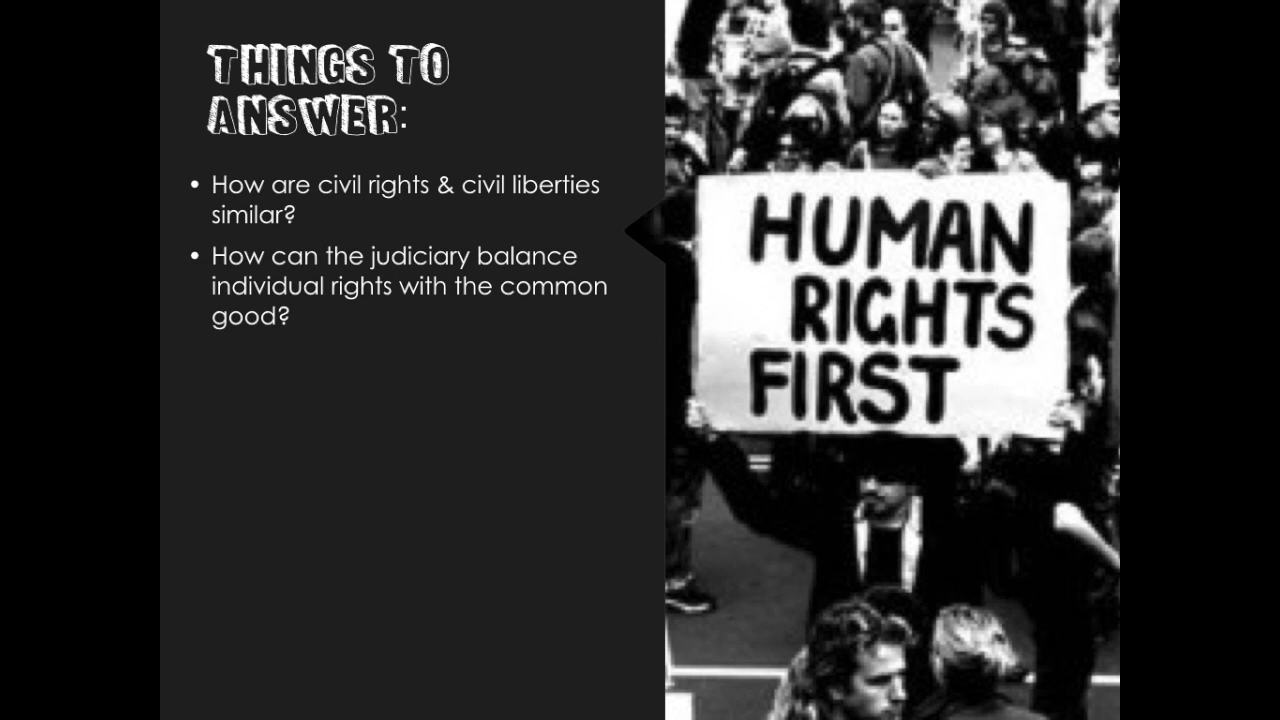 THINGS TO
ANSWER:
• How are civil rights & civil liberties
similar?
• How can the judiciary balance
individual rights with the common
good?
HUMAN
RIGHTS
FIRST